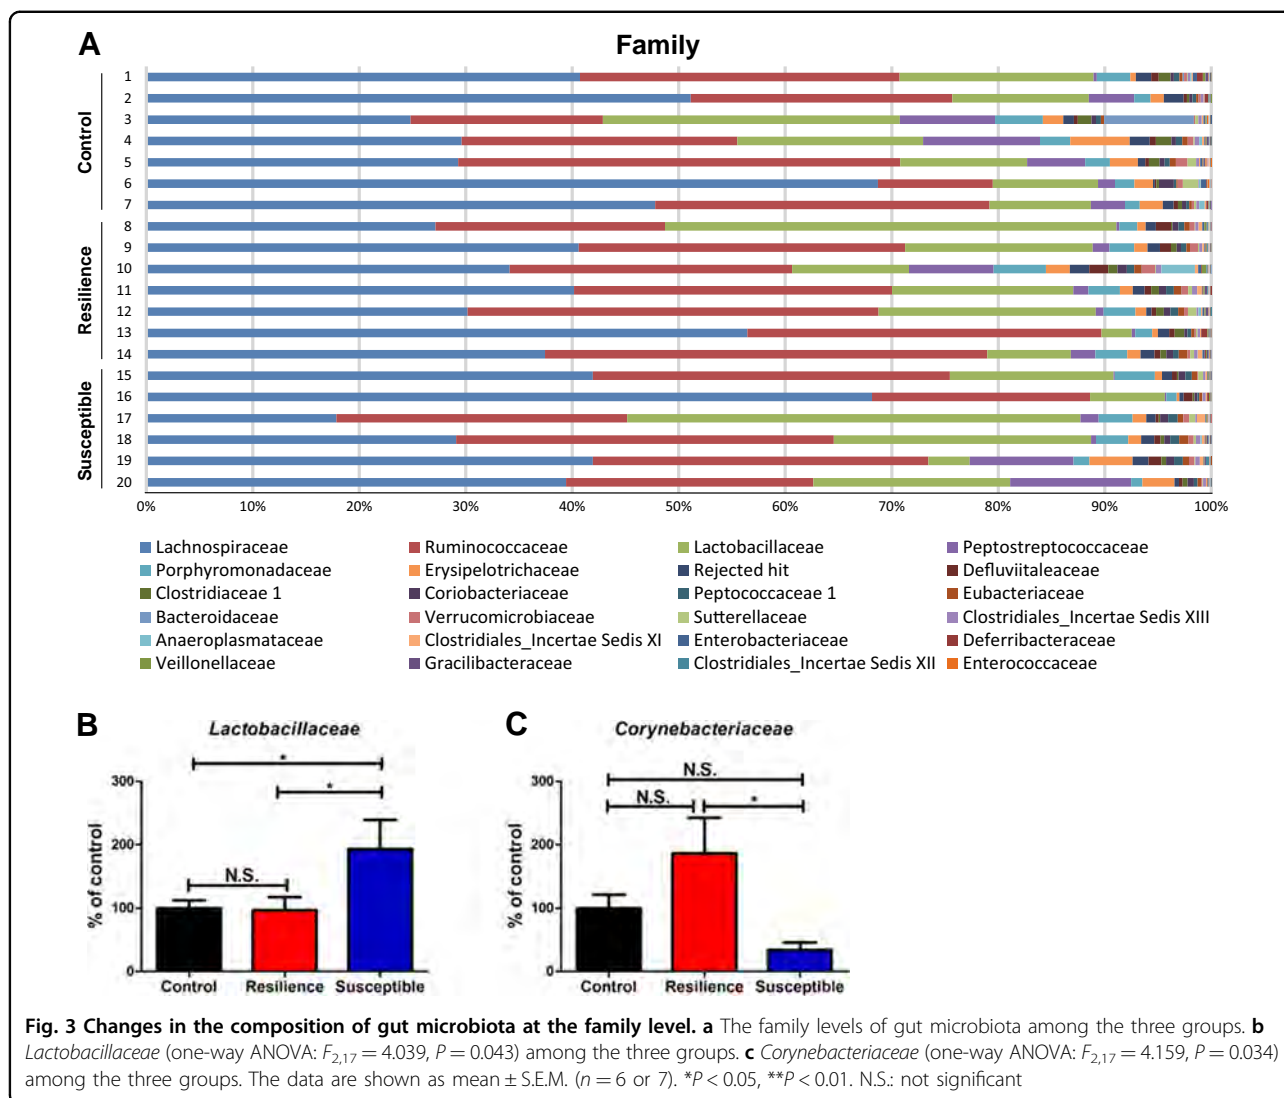 A
Family
Control
1
2
3
4
5
6
7
Resilience
8
9
10
11
12
13
14
Susceptible
15
16
17
18
19
20
0% 10% 20% 30% 40% 50% 60% 70% 80% 90% 100%
Lachnospiraceae Ruminococcaceae Lactobacillaceae Peptostreptococcaceae
Porphyromonadaceae Erysipelotrichaceae Rejected hit Defluviitaleaceae
Clostridiaceae 1 Coriobacteriaceae Peptococcaceae 1 Eubacteriaceae
Bacteroidaceae Verrucomicrobiaceae Sutterellaceae Clostridiales_Incertae Sedis XIII
Anaeroplasmataceae Clostridiales_Incertae Sedis XI Enterobacteriaceae Deferribacteraceae
Veillonellaceae Gracilibacteraceae Clostridiales_Incertae Sedis XII Enterococcaceae
B
Lactobacillaceae
% of control
300
200
100
0
*
*
N.S.
Control Resilience Susceptible
C
Corynebacteriaceae
% of control
300
200
100
0
N.S.
N.S.
*
Control Resilience Susceptible
Fig. 3 Changes in the composition of gut microbiota at the family level. a The family levels of gut microbiota among the three groups. b
Lactobacillaceae (one-way ANOVA: F2,17 = 4.039, P = 0.043) among the three groups. c Corynebacteriaceae (one-way ANOVA: F2,17 = 4.159, P = 0.034)
among the three groups. The data are shown as mean ± S.E.M. (n = 6 or 7). *P < 0.05, **P < 0.01. N.S.: not significant